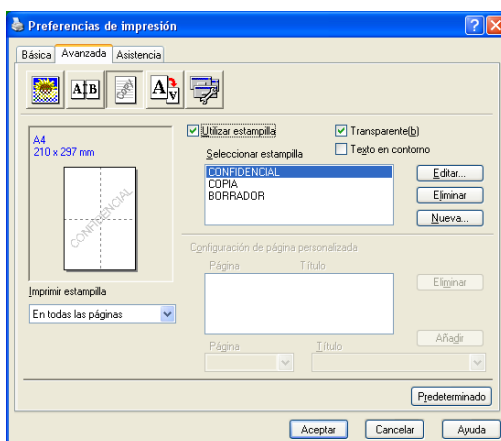 Preferencias de impresión
Básica Avanzada Asistencia
A B
COPY
A
V
Utilizar estampilla
Transparente(b)
Texto en contorno
A4
210 x 297 mm
CONFIDENCIAL
Imprimir estampilla
En todas las páginas
Seleccionar estampilla
CONFIDENCIAL
COPIA
BORRADOR
Editar...
Eliminar
Nueva...
Configuración de página personalizada
Página Título
Eliminar
Añadir
Página Título
Predeterminado
Aceptar Cancelar Ayuda